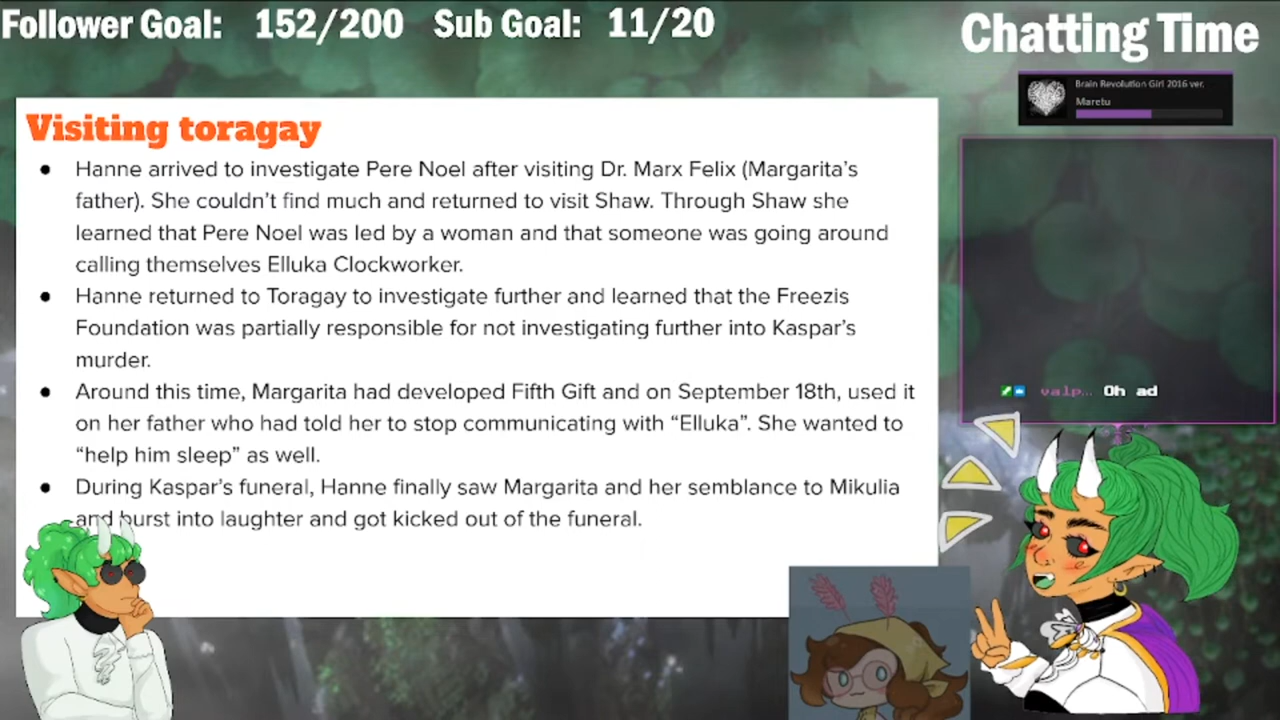 Follower Goal: 152/200 Sub Goal: 11/20
Chatting Time
Brain Revolution Girl 2016 ver.
Maretu
Visiting toragay
● Hanne arrived to investigate Pere Noel after visiting Dr. Marx Felix (Margarita’s
father). She couldn’t find much and returned to visit Shaw. Through Shaw she
learned that Pere Noel was led by a woman and that someone was going around
calling themselves Elluka Clockworker.
● Hanne returned to Toragay to investigate further and learned that the Freezis
Foundation was partially responsible for not investigating further into Kaspar’s
murder.
● Around this time, Margarita had developed Fifth Gift and on September 18th, used it
on her father who had told her to stop communicating with “Elluka”. She wanted to
“help him sleep” as well.
● During Kaspar’s funeral, Hanne finally saw Margarita and her semblance to Mikulia
and burst into laughter and got kicked out of the funeral.
valp... Oh ad